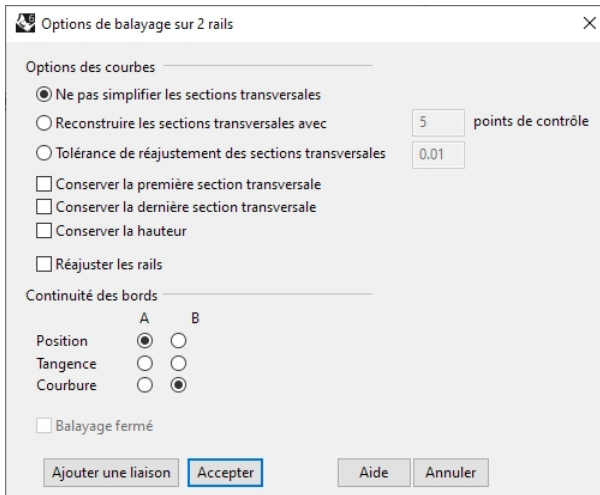 Options de balayage sur 2 rails
Options des courbes
Ne pas simplifier les sections transversales
Reconstruire les sections transversales avec 5 points de contrôle
Tolérance de réajustement des sections transversales 0.01
Conserver la première section transversale
Conserver la dernière section transversale
Conserver la hauteur
Réajuster les rails
Continuité des bords
A B
Position
Tangence
Courbure
Balayage fermé
Ajouter une liaison Accepter Aide Annuler